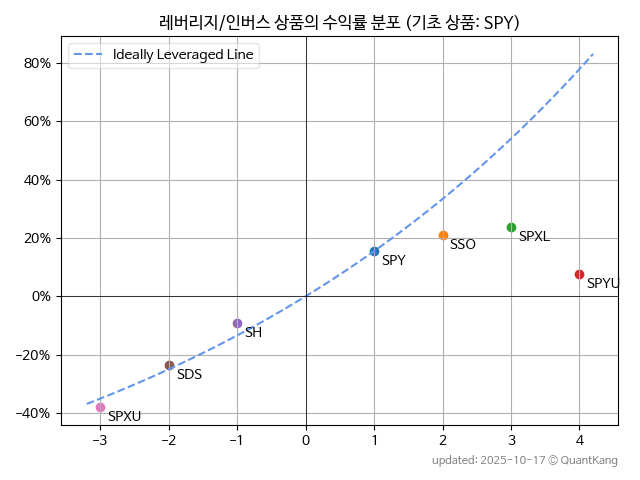 레버리지/인버스 상품의 수익률 분포 (기초 상품: SPY)
Ideally Leveraged Line
80%
60%
40%
20%
0%
−20%
−40%
SPXU
SDS
SH
SPY
SSO
SPXL
SPYU
−3
−2
−1
0
1
2
3
4
updated: 2025-10-17 © QuantKang